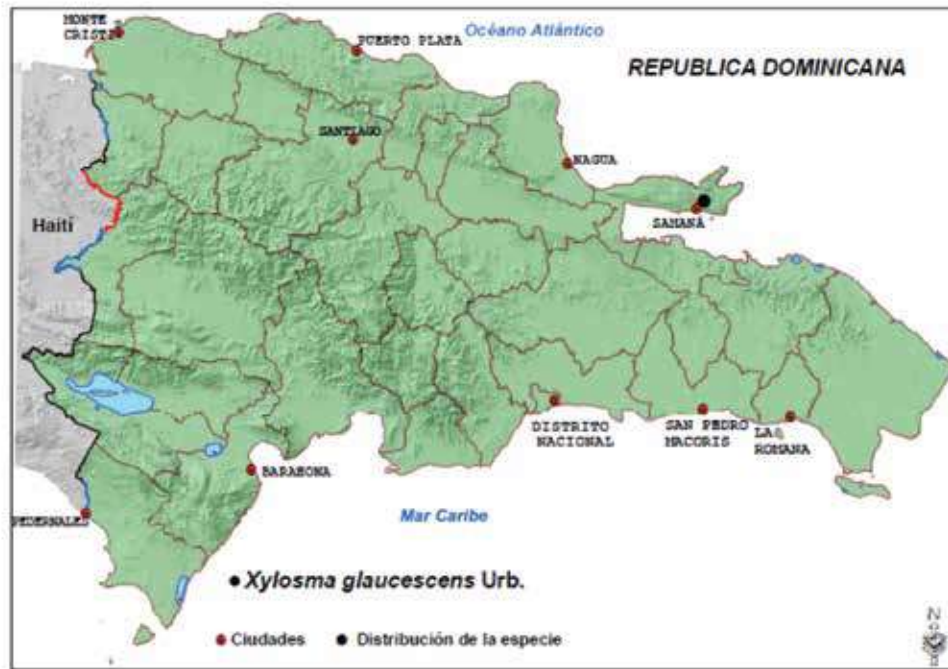 MONTE
CRISTI
Océano Atlántico
PUERTO PLATA
REPUBLICA DOMINICANA
SANTIAGO
NAGUA
Haití
SAMANÁ
DISTRITO
NACIONAL
SAN PEDRO
MACORIS
LA
ROMANA
BARAHONA
PEDERNALES
Mar Caribe
Xylosma glaucescens Urb.
Ciudades
Distribución de la especie